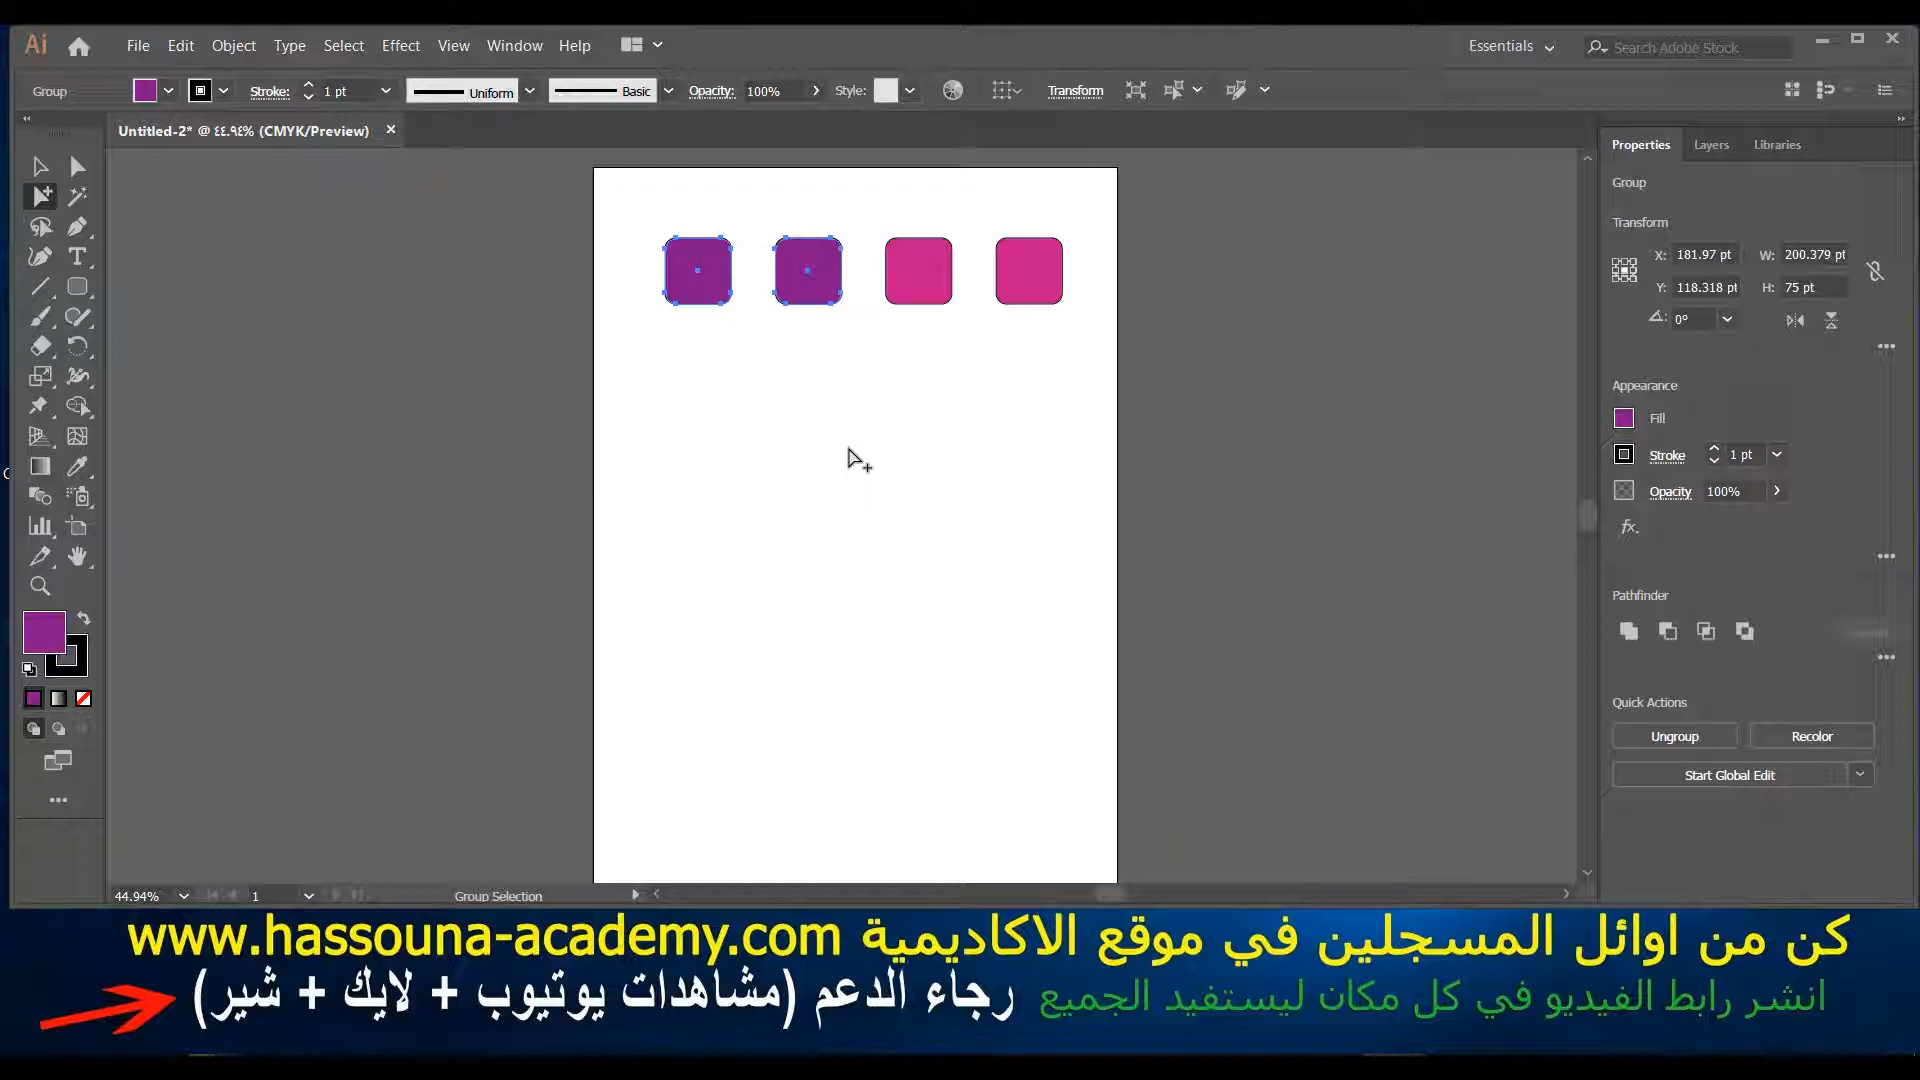 Ai File Edit Object Type Select Effect View Window Help Essentials Search Adobe Stock
Group Stroke: 1 pt Uniform Basic Opacity: 100% Style: Transform
Untitled-2* @ ٤٤.٩٤% (CMYK/Preview)
Properties Layers Libraries
Group
Transform
X: 181.97 pt W: 200.379 pt
Y: 118.318 pt H: 75 pt
0°
Appearance
Fill
Stroke 1 pt
Opacity 100%
fx.
Pathfinder
Quick Actions
Ungroup Recolor
Start Global Edit
44.94% 1 Group Selection
كن من اوائل المسجلين في موقع الاكاديمية www.hassouna-academy.com
انشر رابط الفيديو في كل مكان ليستفيد الجميع رجاء الدعم (مشاهدات يوتيوب + لايك + شير)